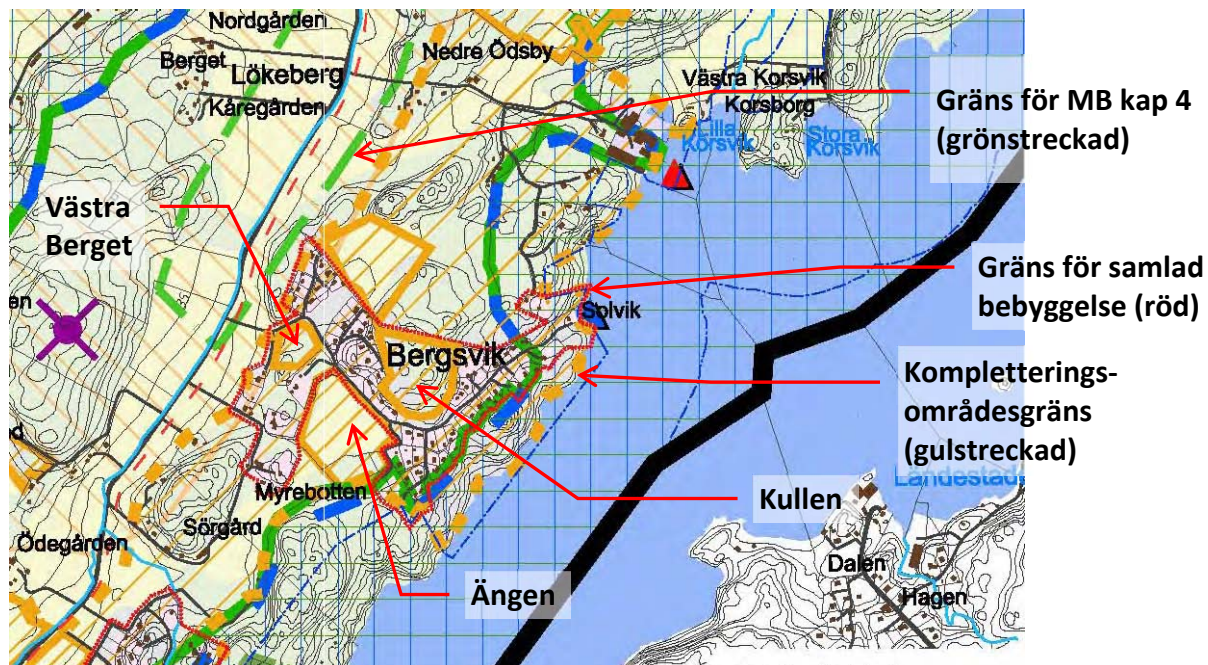 Nordgården
Berget
Lökeberg
Kåregården
Nedre Ödsby
Västra Korsvik
Korsborg
Lilla
Korsvik
Stora
Korsvik
Gräns för MB kap 4
(grönstreckad)
Västra
Berget
Gräns för samlad
bebyggelse (röd)
Solvik
Bergsvik
Kompletterings-
områdesgräns
(gulstreckad)
Landestad
Kullen
Myrebotten
Sörgård
Ödegården
Ängen
Dalen
Hagen